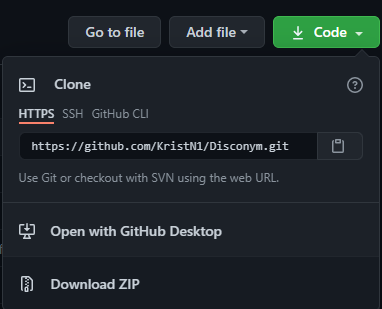 Go to file Add file Code
Clone
HTTPS SSH GitHub CLI
https://github.com/KristN1/Disconym.git
Use Git or checkout with SVN using the web URL.
Open with GitHub Desktop
Download ZIP